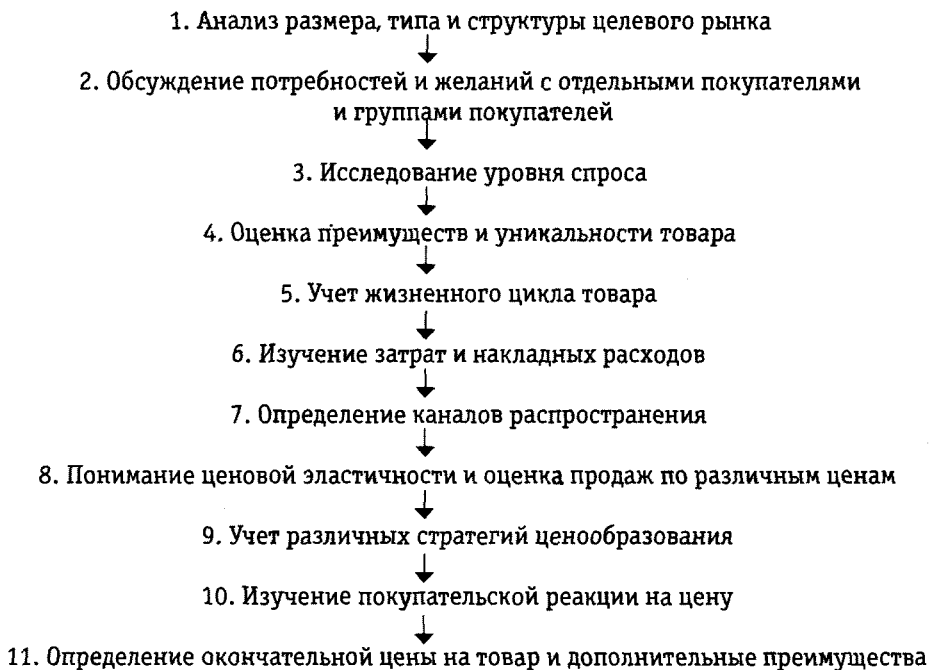 1. Анализ размера, типа и структуры целевого рынка
2. Обсуждение потребностей и желаний с отдельными покупателями
и группами покупателей
3. Исследование уровня спроса
4. Оценка преимуществ и уникальности товара
5. Учет жизненного цикла товара
6. Изучение затрат и накладных расходов
7. Определение каналов распространения
8. Понимание ценовой эластичности и оценка продаж по различным ценам
9. Учет различных стратегий ценообразования
10. Изучение покупательской реакции на цену
11. Определение окончательной цены на товар и дополнительные преимущества